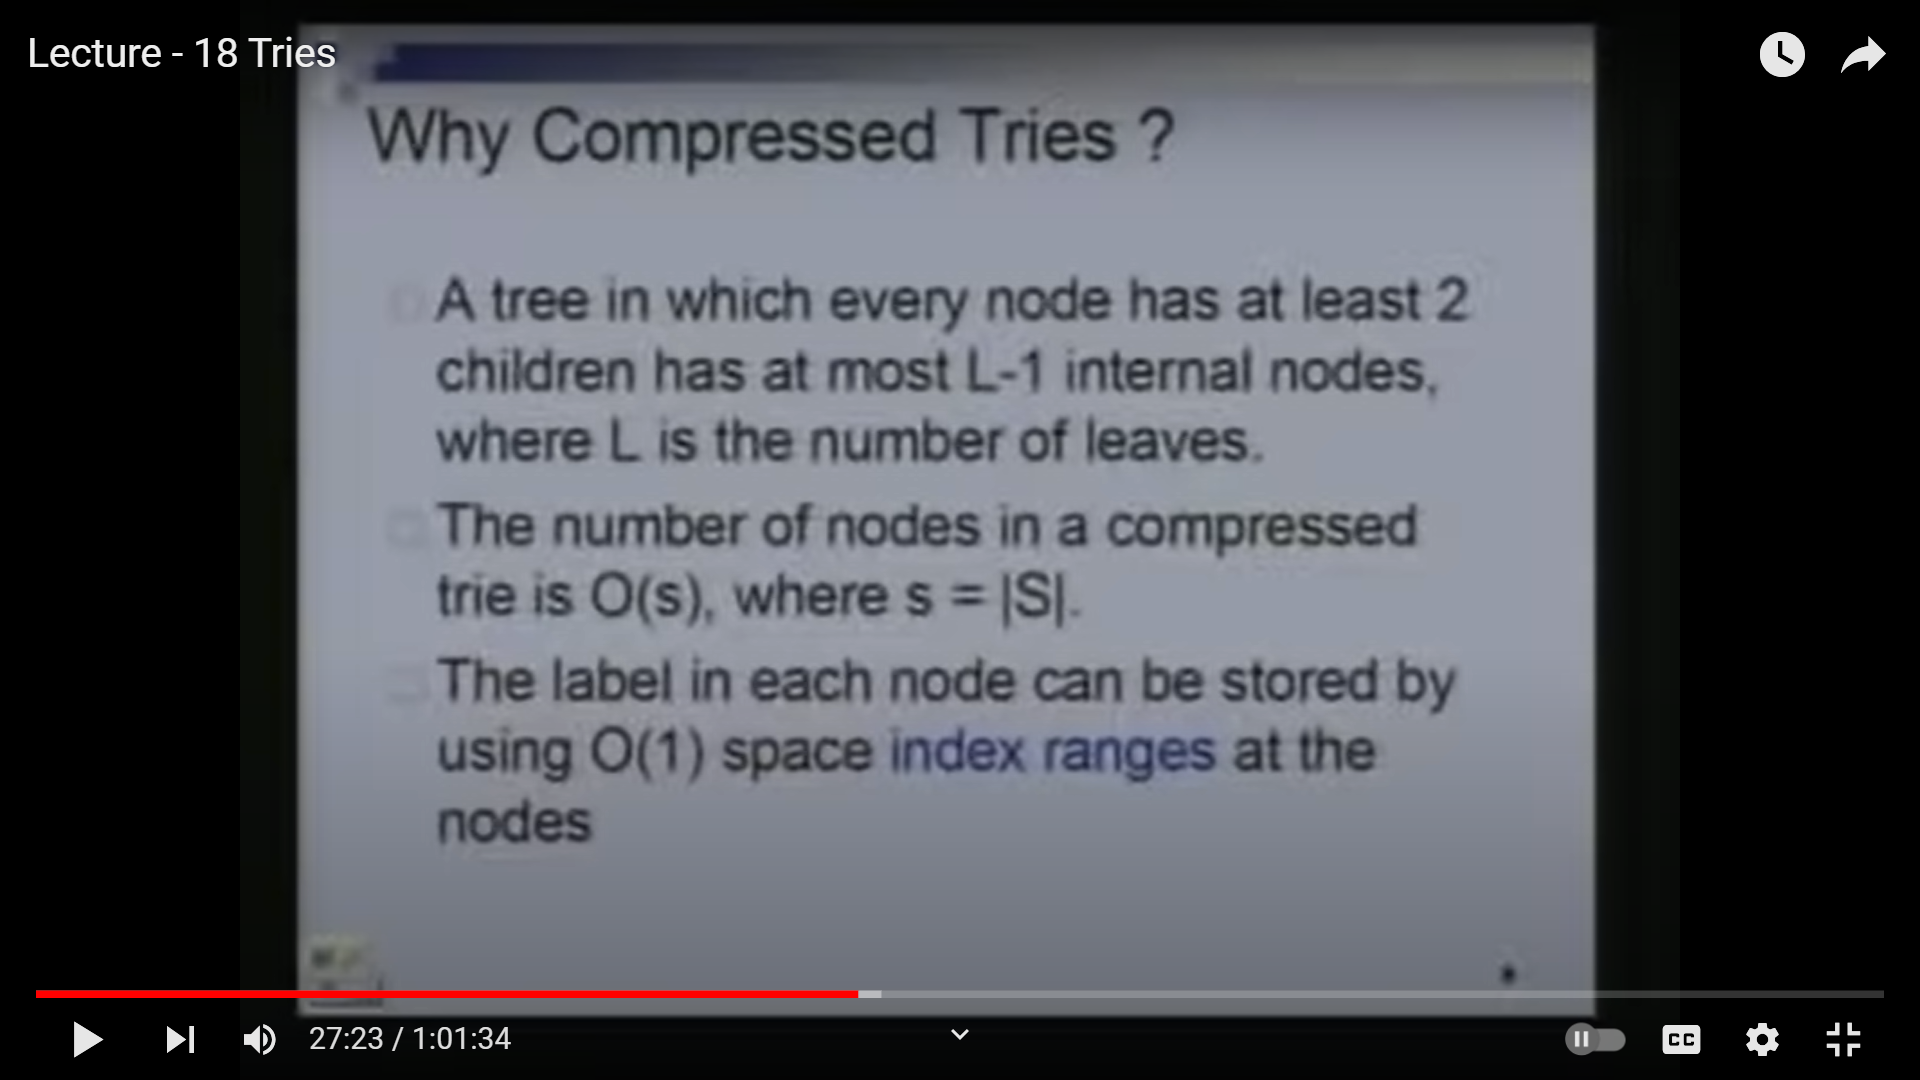 Lecture - 18 Tries
Why Compressed Tries ?
A tree in which every node has at least 2
children has at most L-1 internal nodes,
where L is the number of leaves.
The number of nodes in a compressed
trie is O(s), where s = |S|.
The label in each node can be stored by
using O(1) space index ranges at the
nodes
27:23 / 1:01:34
CC